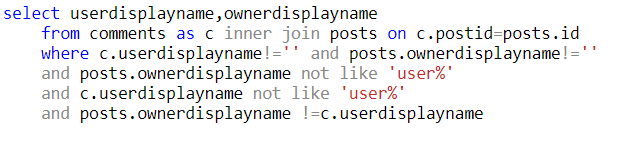 select userdisplayname,ownerdisplayname
from comments as c inner join posts on c.postid=posts.id
where c.userdisplayname!='' and posts.ownerdisplayname!=''
and posts.ownerdisplayname not like 'user%'
and c.userdisplayname not like 'user%'
and posts.ownerdisplayname !=c.userdisplayname